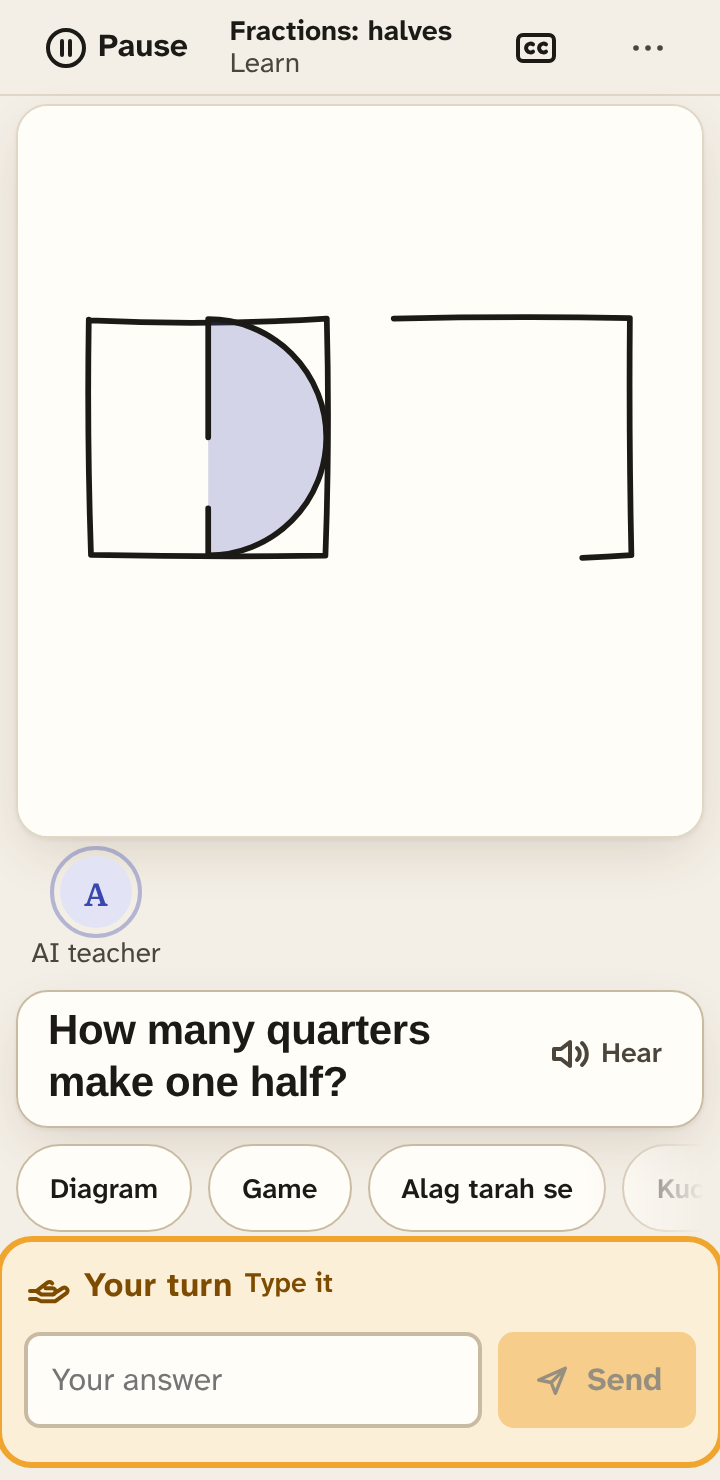 Pause
Fractions: halves
Learn
CC
A
AI teacher
How many quarters
make one half?
Hear
Diagram
Game
Alag tarah se
Your turn Type it
Your answer
Send